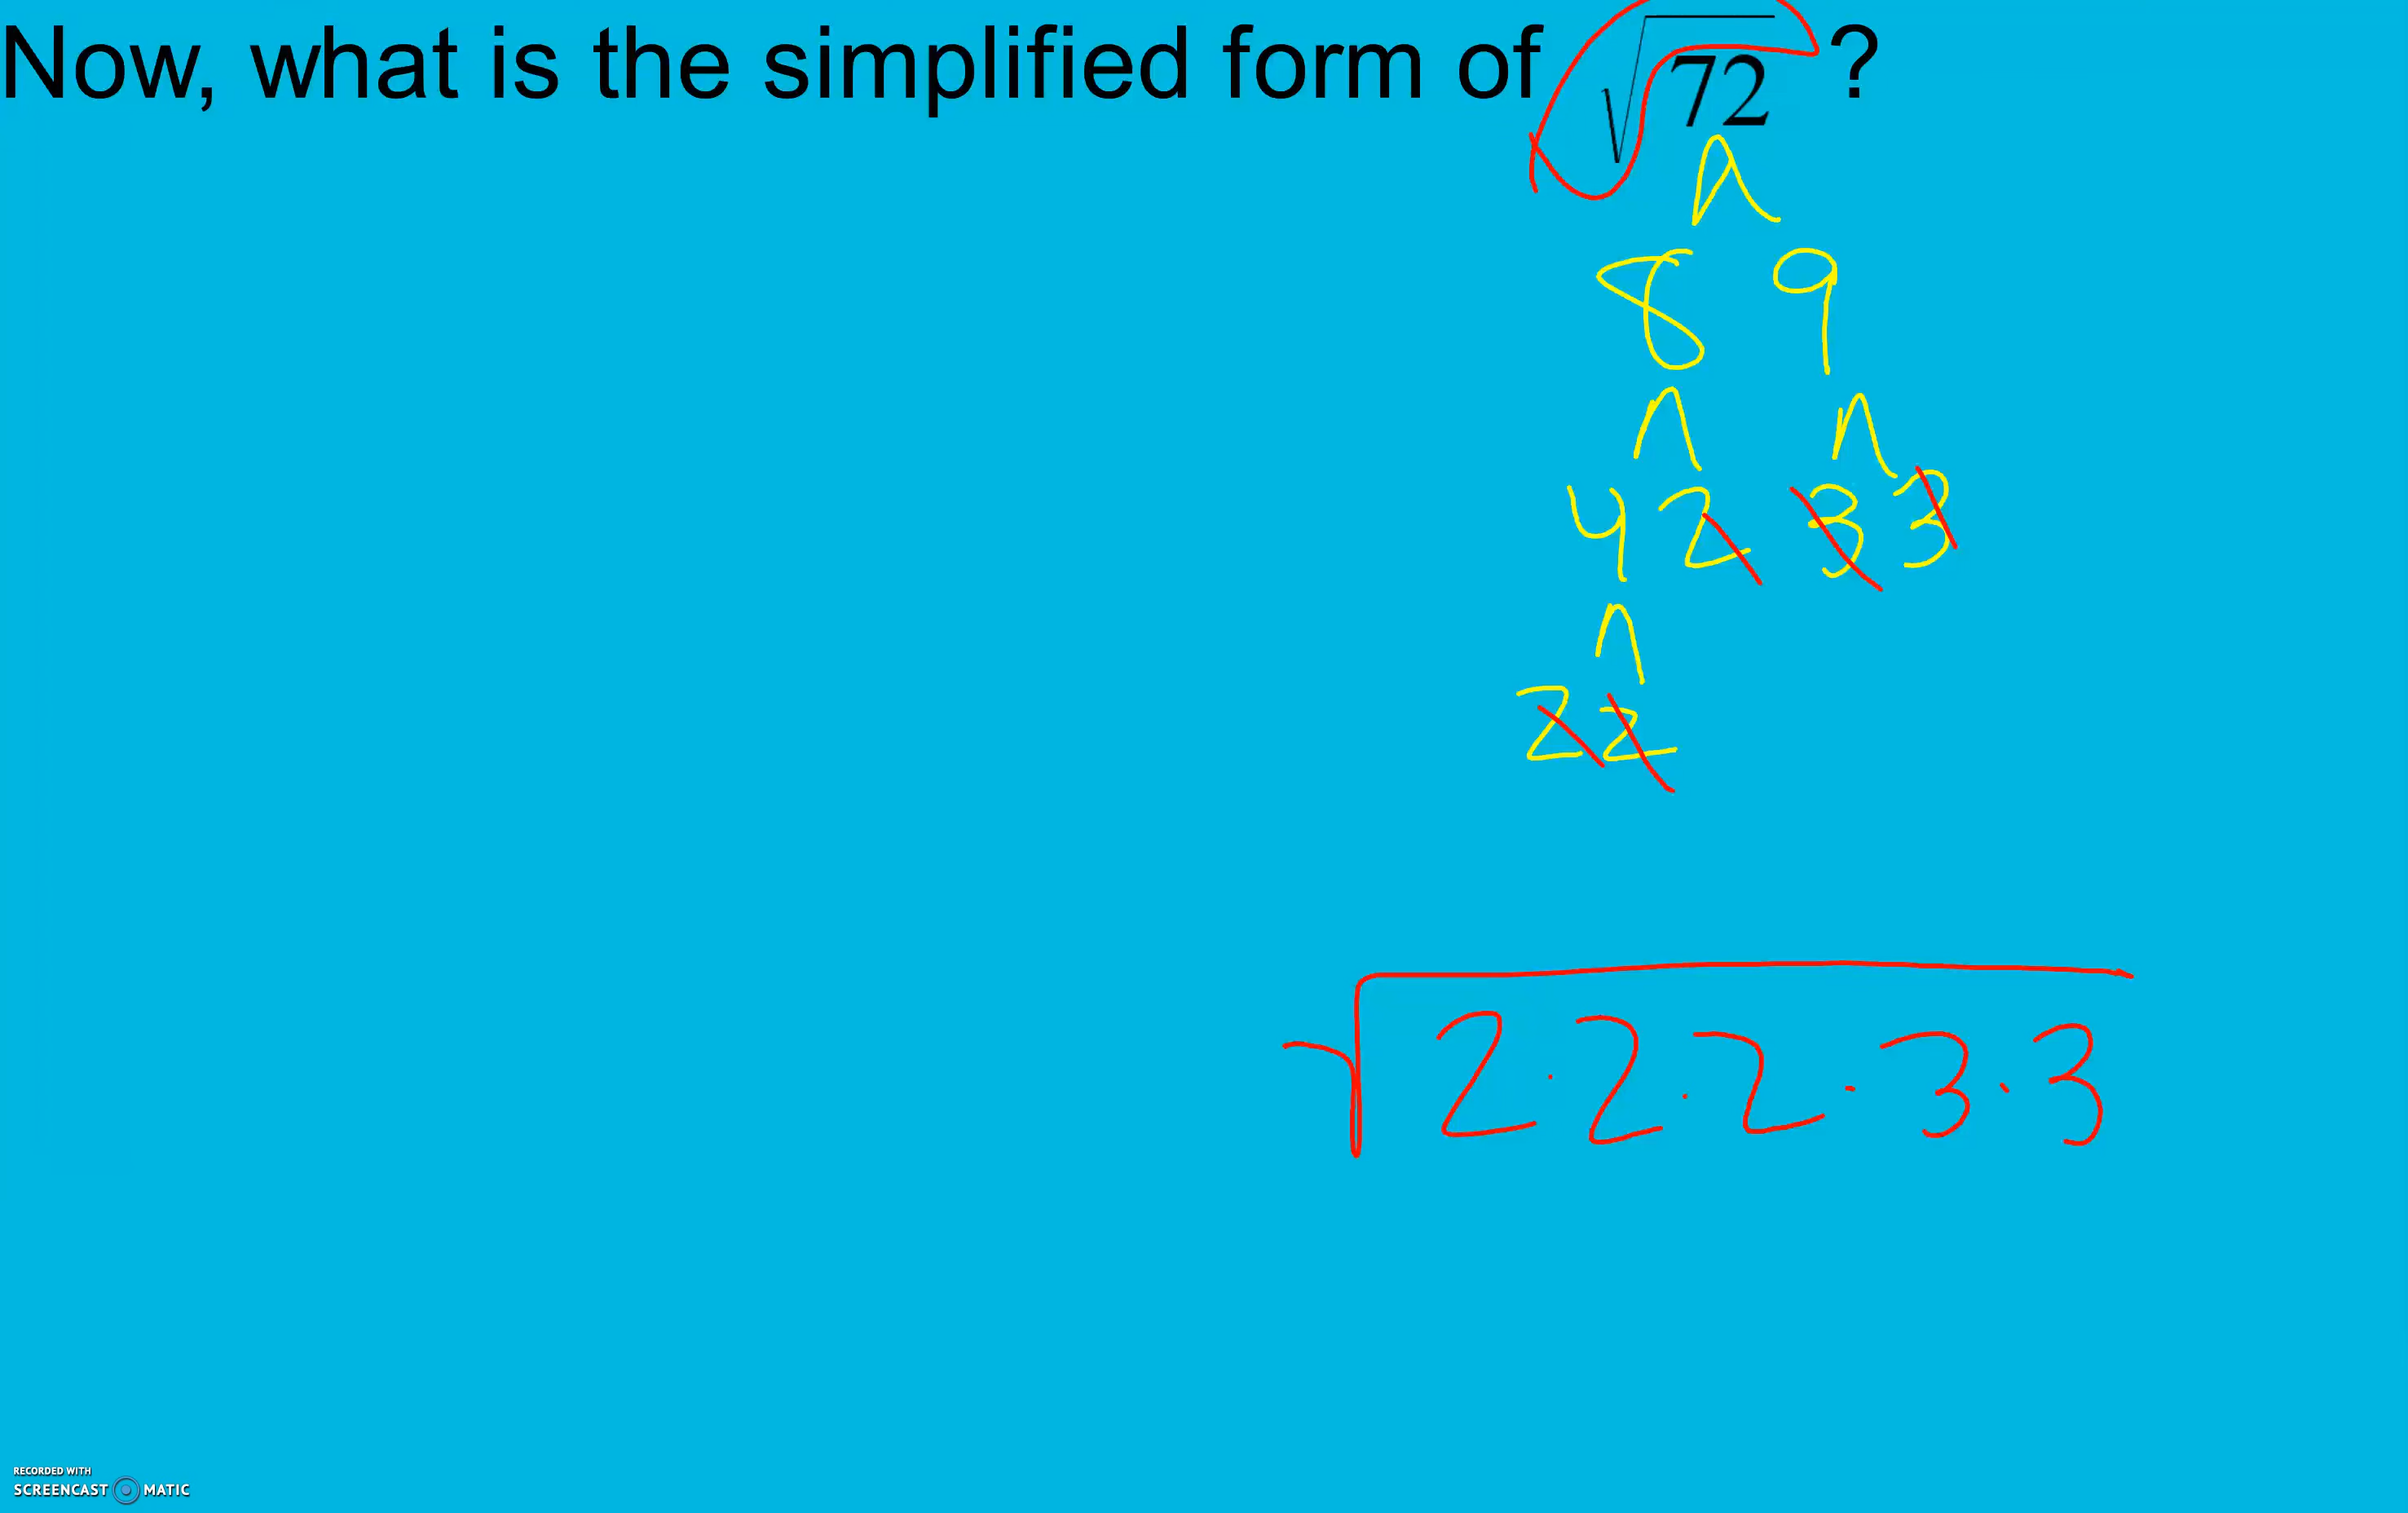 Now, what is the simplified form of √72 ?
8 9
4 2 3 3
2 2
√2·2·2·3·3
RECORDED WITH
SCREENCAST MATIC